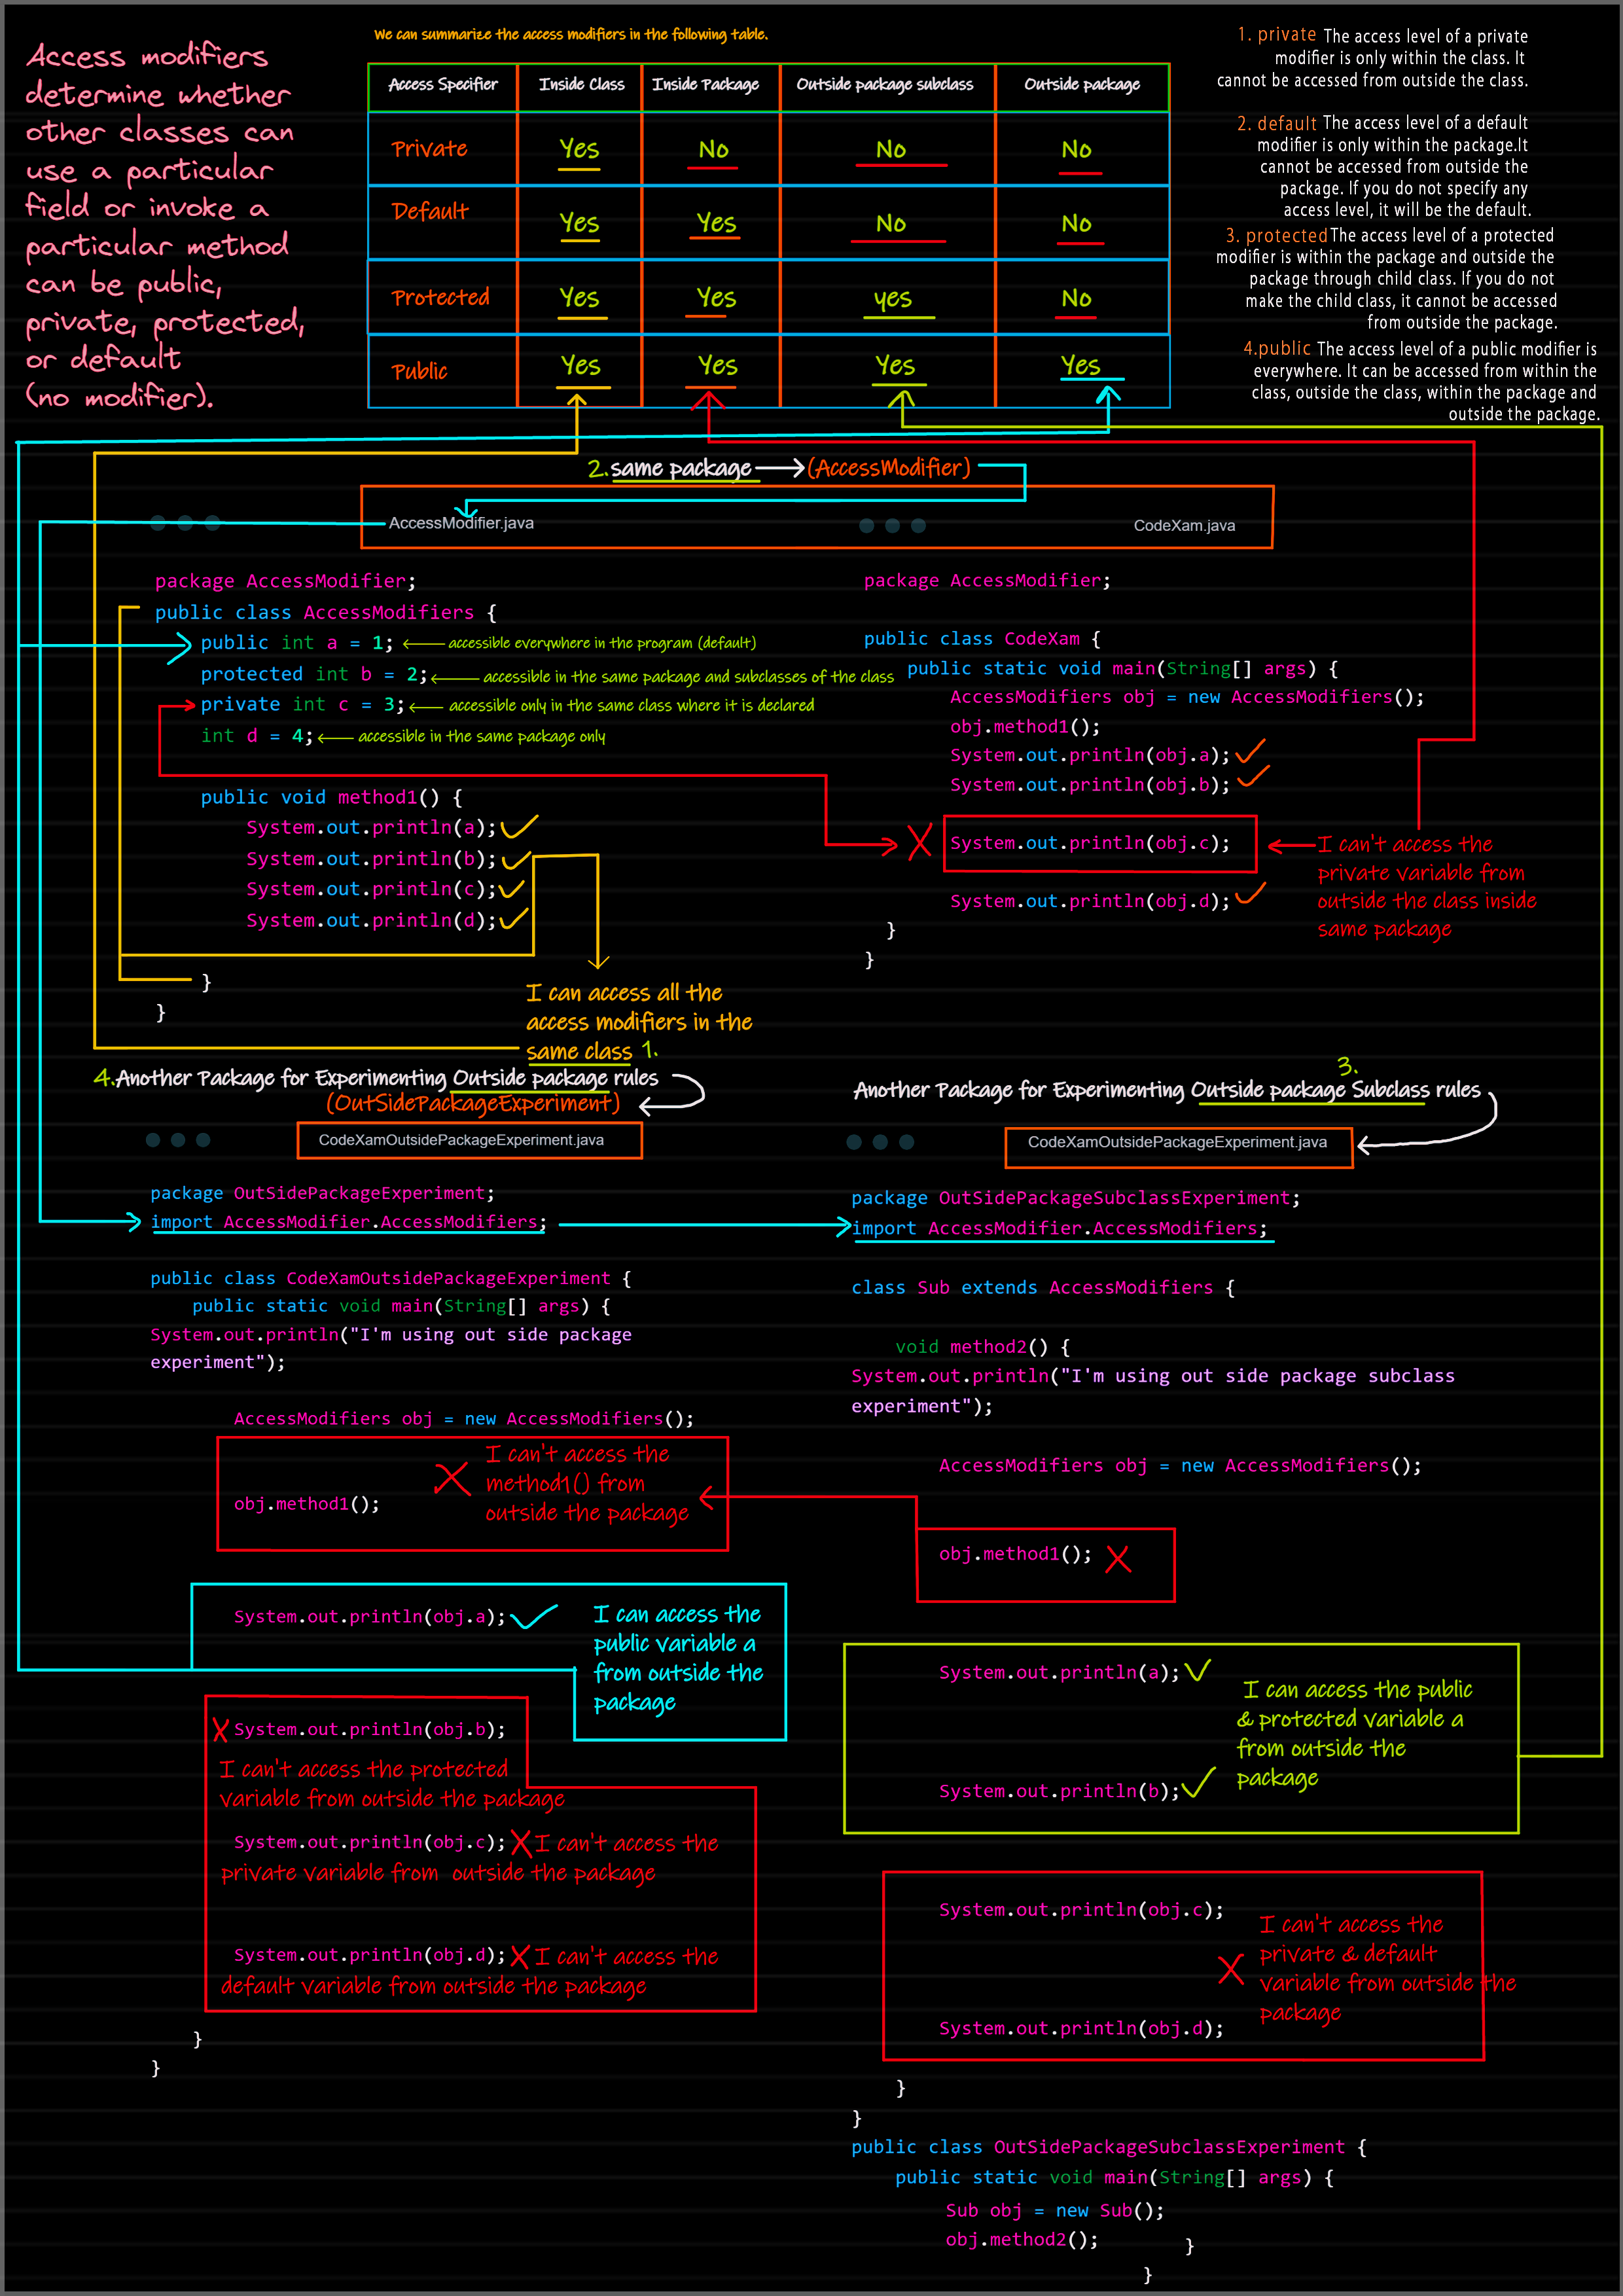 Access modifiers
determine whether
other classes can
use a particular
field or invoke a
particular method
can be public,
private, protected,
or default
(no modifier).
We can summarize the access modifiers in the following table.
Access Specifier Inside Class Inside Package Outside package subclass Outside package
Private Yes No No No
Default Yes Yes No No
Protected Yes Yes yes No
Public Yes Yes Yes Yes
1. private The access level of a private
modifier is only within the class. It
cannot be accessed from outside the class.
2. default The access level of a default
modifier is only within the package.It
cannot be accessed from outside the
package. If you do not specify any
access level, it will be the default.
3. protected The access level of a protected
modifier is within the package and outside the
package through child class. If you do not
make the child class, it cannot be accessed
from outside the package.
4.public The access level of a public modifier is
everywhere. It can be accessed from within the
class, outside the class, within the package and
outside the package.
2. same package (AccessModifier)
AccessModifier.java
package AccessModifier;
public class AccessModifiers {
public int a = 1; accessible everywhere in the program (default)
protected int b = 2; accessible in the same package and subclasses of the class
private int c = 3; accessible only in the same class where it is declared
int d = 4; accessible in the same package only
public void method1() {
System.out.println(a);
System.out.println(b);
System.out.println(c);
System.out.println(d);
}
}
I can access all the
access modifiers in the
same class 1.
CodeXam.java
package AccessModifier;
public class CodeXam {
public static void main(String[] args) {
AccessModifiers obj = new AccessModifiers();
obj.method1();
System.out.println(obj.a);
System.out.println(obj.b);
System.out.println(obj.c);
I can't access the
private variable from
outside the class inside
same package
System.out.println(obj.d);
}
}
4. Another Package for Experimenting Outside package rules
(OutSidePackageExperiment)
CodeXamOutsidePackageExperiment.java
package OutSidePackageExperiment;
import AccessModifier.AccessModifiers;
public class CodeXamOutsidePackageExperiment {
public static void main(String[] args) {
System.out.println("I'm using out side package
experiment");
AccessModifiers obj = new AccessModifiers();
I can't access the
method1() from
outside the package
obj.method1();
System.out.println(obj.a);
I can access the
public variable a
from outside the
package
System.out.println(obj.b);
I can't access the protected
variable from outside the package
System.out.println(obj.c); I can't access the
private variable from outside the package
System.out.println(obj.d); I can't access the
default variable from outside the package
}
}
3.
Another Package for Experimenting Outside package Subclass rules
CodeXamOutsidePackageExperiment.java
package OutSidePackageSubclassExperiment;
import AccessModifier.AccessModifiers;
class Sub extends AccessModifiers {
void method2() {
System.out.println("I'm using out side package subclass
experiment");
AccessModifiers obj = new AccessModifiers();
obj.method1();
System.out.println(a);
I can access the public
& protected variable a
from outside the
package
System.out.println(b);
System.out.println(obj.c);
I can't access the
private & default
variable from outside the
package
System.out.println(obj.d);
}
}
public class OutSidePackageSubclassExperiment {
public static void main(String[] args) {
Sub obj = new Sub();
obj.method2();
}
}